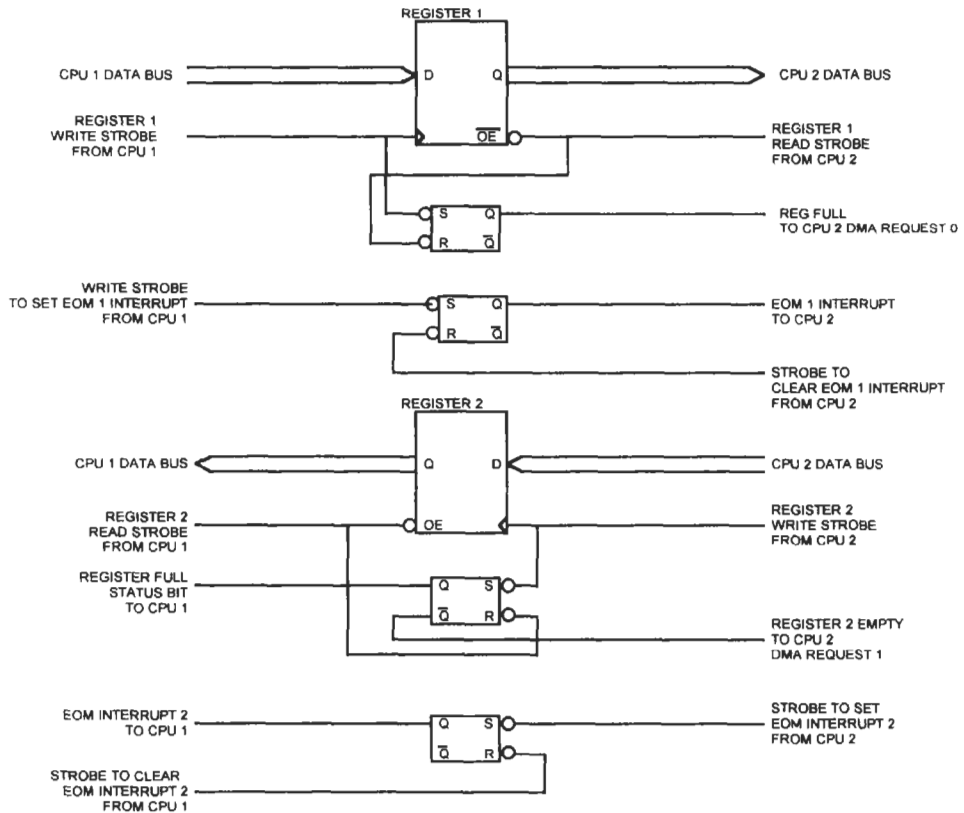 REGISTER 1
CPU 1 DATA BUS
D
Q
CPU 2 DATA BUS
REGISTER 1
WRITE STROBE
FROM CPU 1
OE
REGISTER 1
READ STROBE
FROM CPU 2
S
Q
R
Q
REG FULL
TO CPU 2 DMA REQUEST 0
WRITE STROBE
TO SET EOM 1 INTERRUPT
FROM CPU 1
S
Q
R
Q
EOM 1 INTERRUPT
TO CPU 2
STROBE TO
CLEAR EOM 1 INTERRUPT
FROM CPU 2
REGISTER 2
CPU 1 DATA BUS
Q
D
CPU 2 DATA BUS
REGISTER 2
READ STROBE
FROM CPU 1
OE
REGISTER 2
WRITE STROBE
FROM CPU 2
REGISTER FULL
STATUS BIT
TO CPU 1
Q
S
Q
R
REGISTER 2 EMPTY
TO CPU 2
DMA REQUEST 1
EOM INTERRUPT 2
TO CPU 1
Q
S
Q
R
STROBE TO SET
EOM INTERRUPT 2
FROM CPU 2
STROBE TO CLEAR
EOM INTERRUPT 2
FROM CPU 1